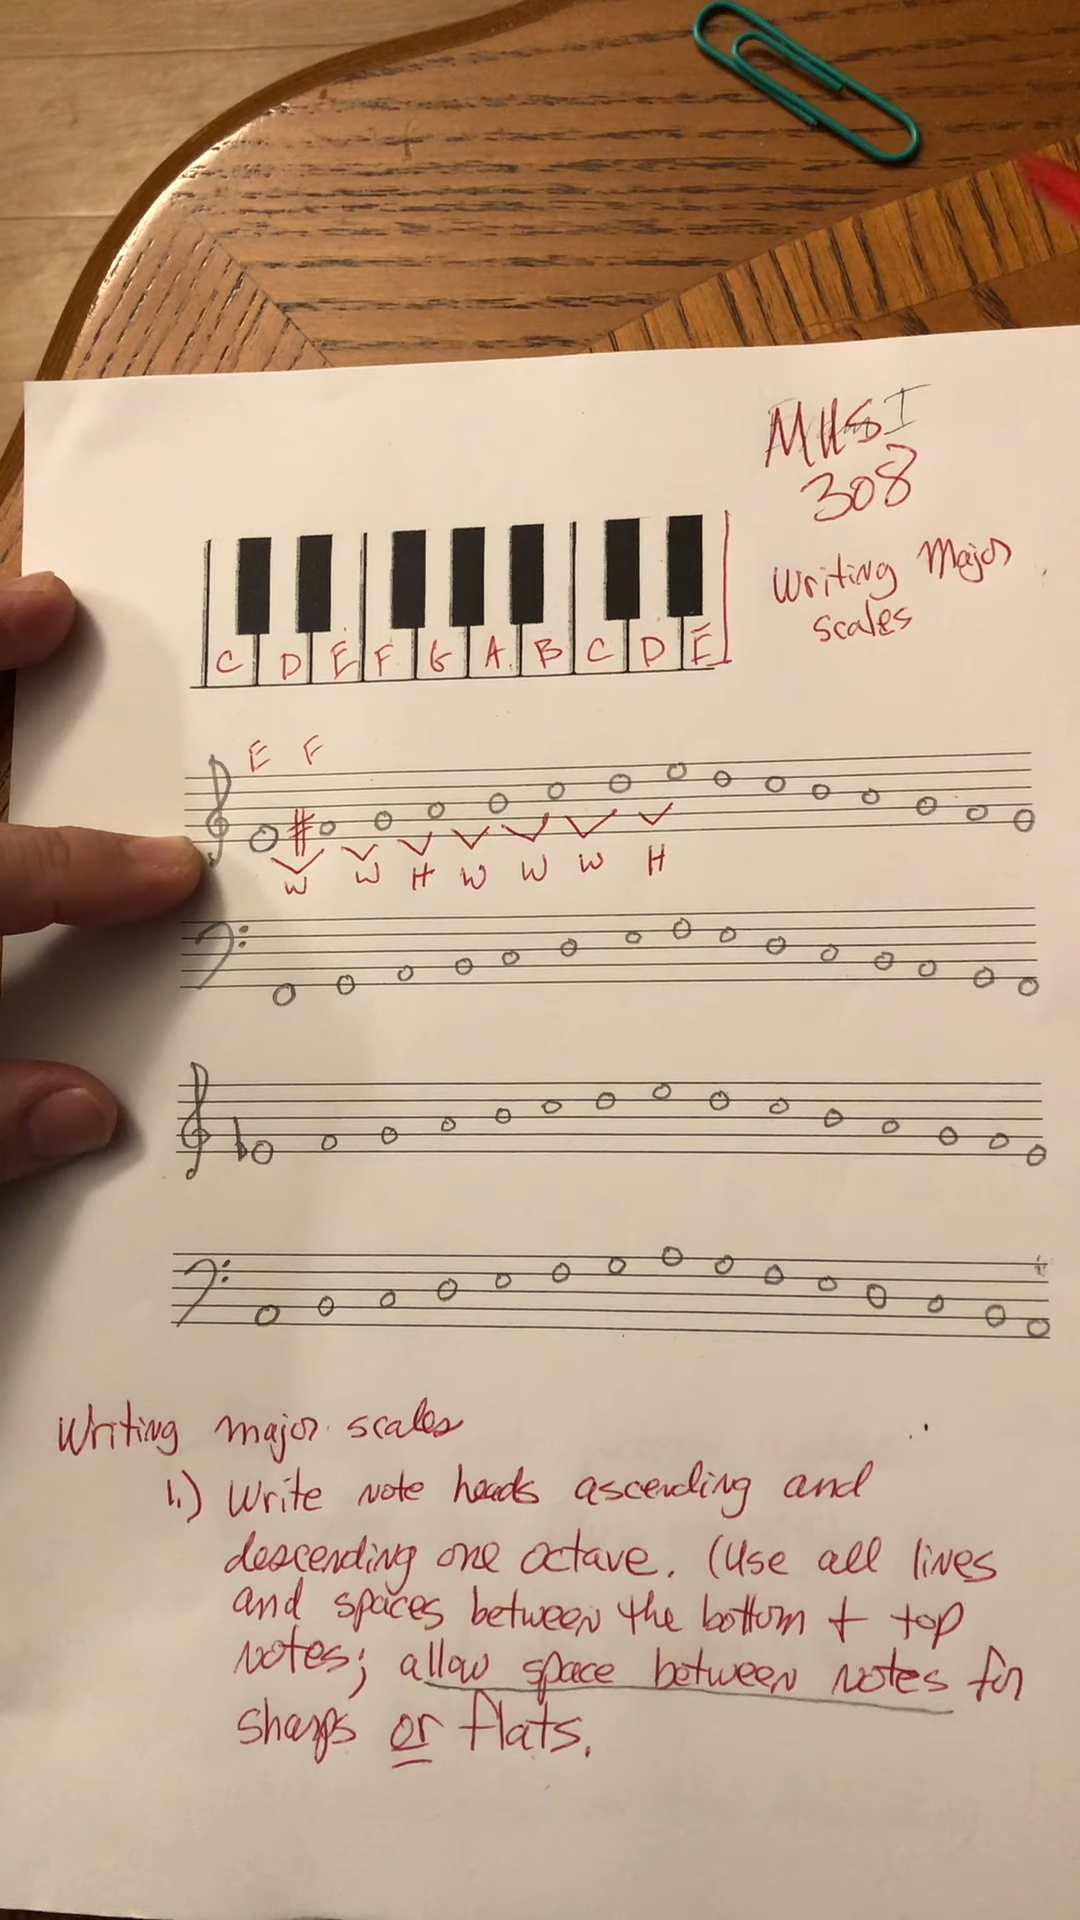 MUSI
308
Writing Major
scales
C D E F G A B C D E
E F
#
W W H W W W H
Writing major scales
1.) Write note heads ascending and
descending one octave. (Use all lines
and spaces between the bottom + top
notes; allow space between notes for
sharps or flats.